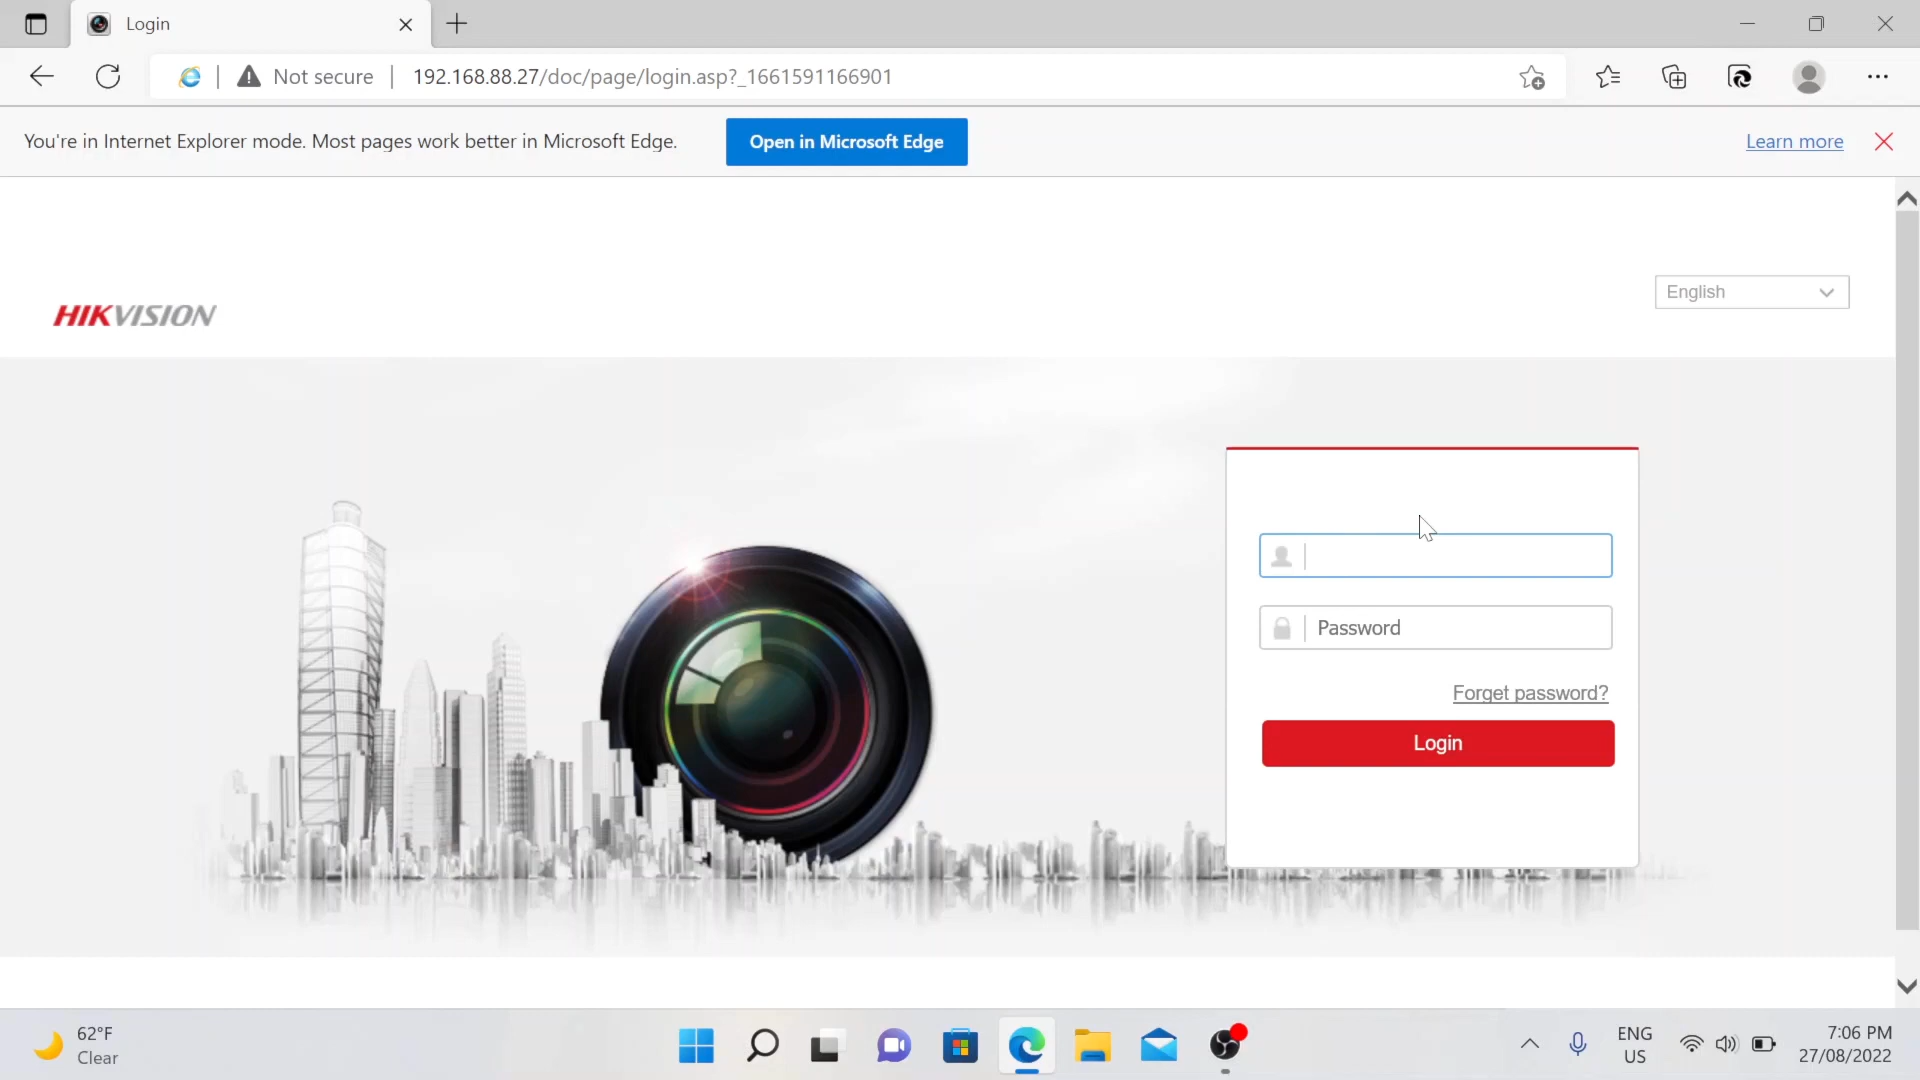 Login
Not secure
192.168.88.27/doc/page/login.asp?_1661591166901
You're in Internet Explorer mode. Most pages work better in Microsoft Edge.
Open in Microsoft Edge
Learn more
English
HIKVISION
Password
Forget password?
Login
62°F
Clear
ENG
US
7:06 PM
27/08/2022